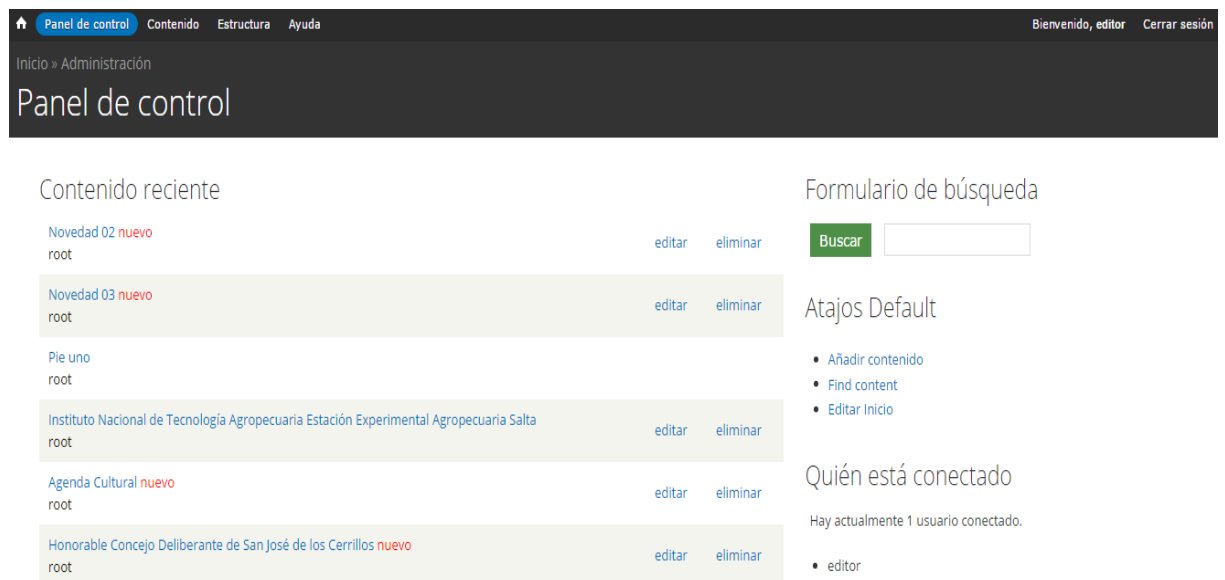 Panel de control Contenido Estructura Ayuda Bienvenido, editor Cerrar sesión
Inicio » Administración
Panel de control
Contenido reciente
Novedad 02 nuevo
root
editar eliminar
Novedad 03 nuevo
root
editar eliminar
Pie uno
root
Instituto Nacional de Tecnología Agropecuaria Estación Experimental Agropecuaria Salta
root
editar eliminar
Agenda Cultural nuevo
root
editar eliminar
Honorable Concejo Deliberante de San José de los Cerrillos nuevo
root
editar eliminar
Formulario de búsqueda
Buscar
Atajos Default
Añadir contenido
Find content
Editar Inicio
Quién está conectado
Hay actualmente 1 usuario conectado.
editor